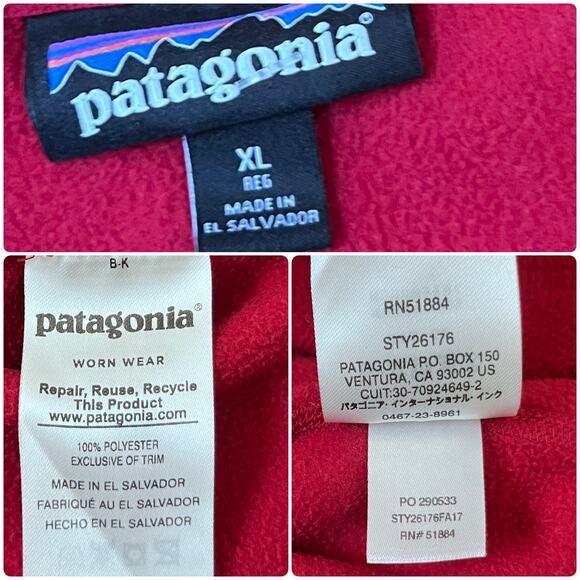 patagonia®
XL
REG
MADE IN
EL SALVADOR
B-K
patagonia®
WORN WEAR
Repair, Reuse, Recycle
This Product
www.patagonia.com
100% POLYESTER
EXCLUSIVE OF TRIM
MADE IN EL SALVADOR
FABRIQUÉ AU EL SALVADOR
HECHO EN EL SALVADOR
RN51884
STY26176
PATAGONIA P.O. BOX 150
VENTURA, CA 93002 US
CUIT:30-70924649-2
パタゴニア・インターナショナル・インク
0467-23-8961
PO 290533
STY26176FA17
RN# 51884